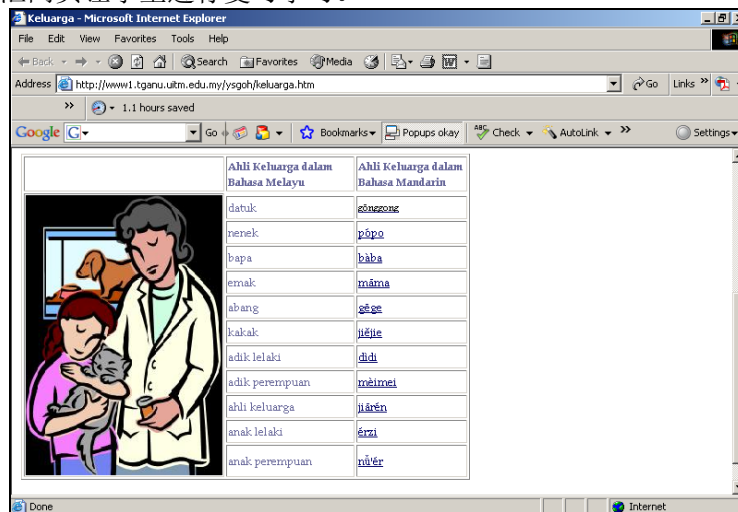 Keluarga - Microsoft Internet Explorer
File Edit View Favorites Tools Help
Back Search Favorites Media
Address http://www1.tganu.uitm.edu.my/ysgoh/keluarga.htm Go Links »
» 1.1 hours saved
Google G Go Bookmarks Popups okay ABC Check AutoLink » Settings
Ahli Keluarga dalam Bahasa Melayu Ahli Keluarga dalam Bahasa Mandarin
datuk gōnggong
nenek pópo
bapa bàba
emak māma
abang gēge
kakak jiějie
adik lelaki dìdi
adik perempuan mèimei
ahli keluarga jiārén
anak lelaki érzi
anak perempuan nǚ'ér
Done Internet